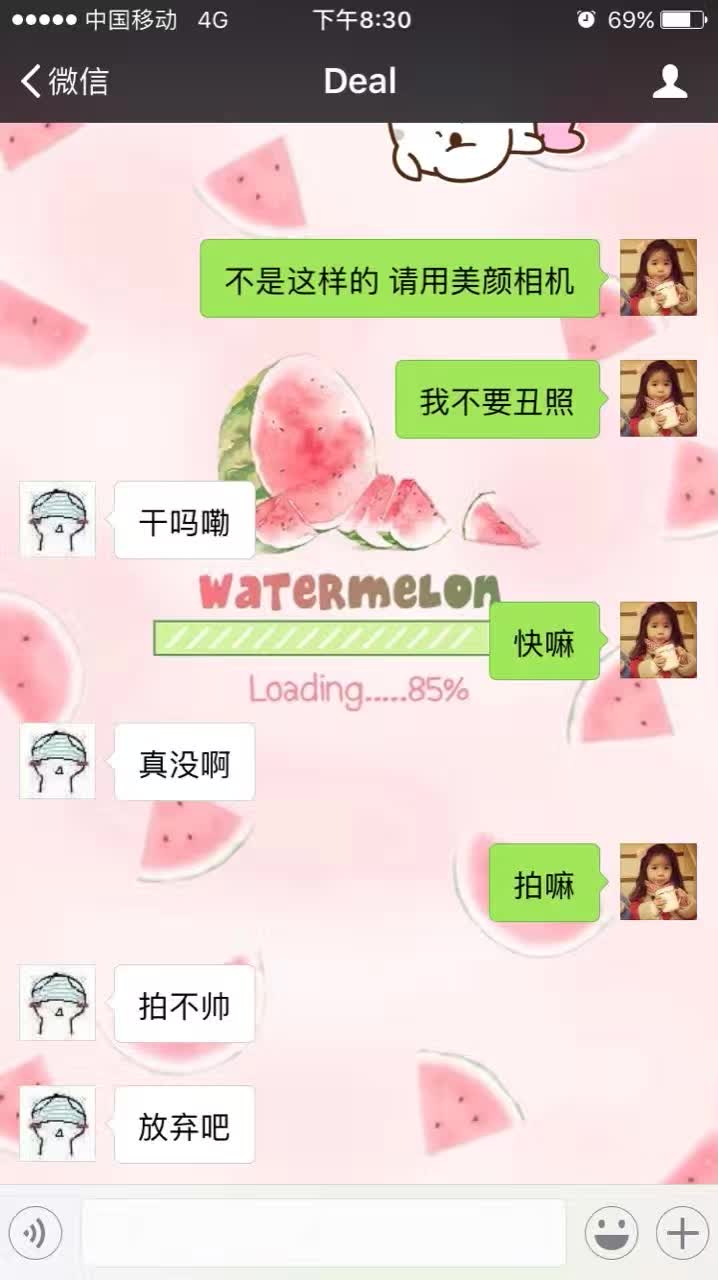 中国移动 4G 下午8:30 69%
微信 Deal
不是这样的 请用美颜相机
我不要丑照
干吗嘞
WATERMELON
快嘛
Loading.....85%
真没啊
拍嘛
拍不帅
放弃吧